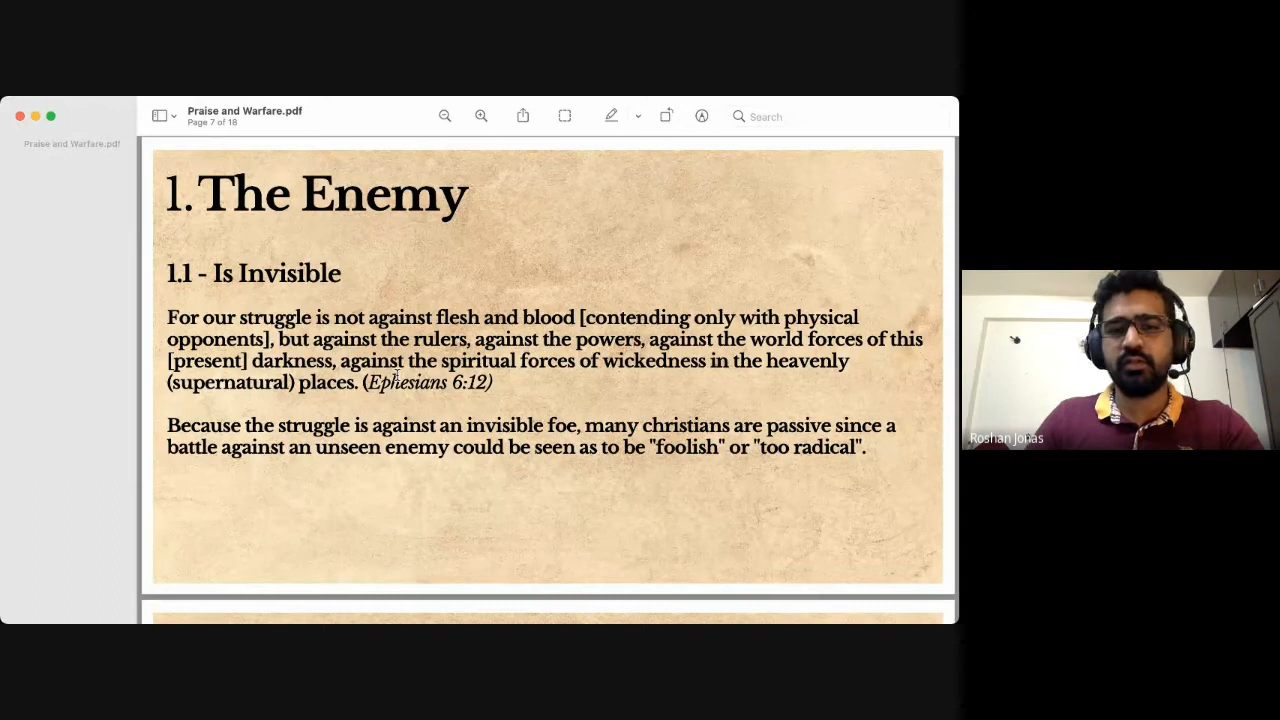 Praise and Warfare.pdf
Page 7 of 18
Search
Praise and Warfare.pdf
1. The Enemy
1.1 - Is Invisible
For our struggle is not against flesh and blood [contending only with physical
opponents], but against the rulers, against the powers, against the world forces of this
[present] darkness, against the spiritual forces of wickedness in the heavenly
(supernatural) places. (Ephesians 6:12)
Because the struggle is against an invisible foe, many christians are passive since a
battle against an unseen enemy could be seen as to be "foolish" or "too radical".
Roshan Jonas